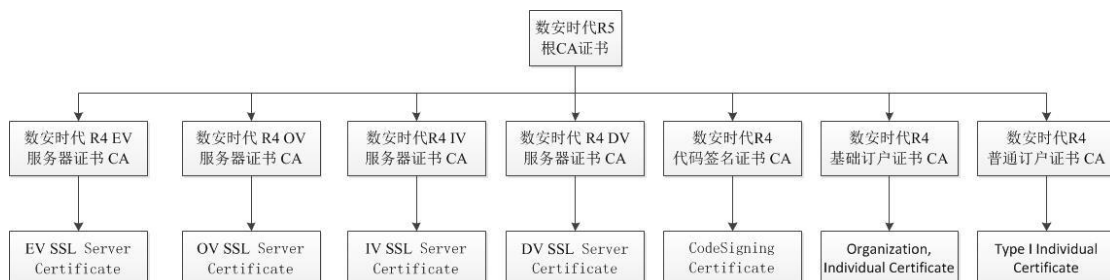 数安时代R5
根CA证书
数安时代 R4 EV
服务器证书 CA
数安时代 R4 OV
服务器证书 CA
数安时代R4 IV
服务器证书 CA
数安时代 R4 DV
服务器证书 CA
数安时代R4
代码签名证书 CA
数安时代R4
基础订户证书 CA
数安时代R4
普通订户证书 CA
EV SSL Server
Certificate
OV SSL Server
Certificate
IV SSL Server
Certificate
DV SSL Server
Certificate
CodeSigning
Certificate
Organization,
Individual Certificate
Type I Individual
Certificate